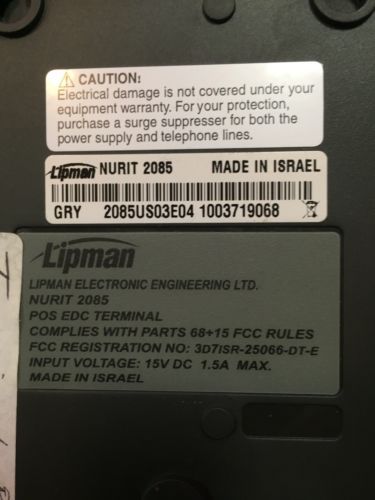 CAUTION:
Electrical damage is not covered under your
equipment warranty. For your protection,
purchase a surge suppresser for both the
power supply and telephone lines.
Lipman NURIT 2085 MADE IN ISRAEL
GRY 2085US03E04 1003719068
Lipman
LIPMAN ELECTRONIC ENGINEERING LTD.
NURIT 2085
POS EDC TERMINAL
COMPLIES WITH PARTS 68+15 FCC RULES
FCC REGISTRATION NO: 3D7ISR-25066-DT-E
INPUT VOLTAGE: 15V DC 1.5A MAX.
MADE IN ISRAEL